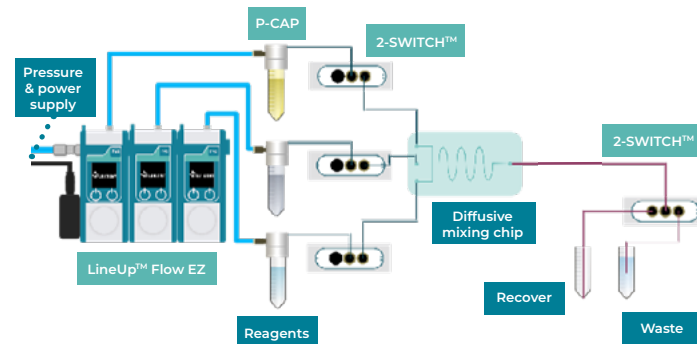 P-CAP
2-SWITCH™
Pressure
& power
supply
2-SWITCH™
Diffusive
mixing chip
LineUp™ Flow EZ
Recover
Reagents
Waste